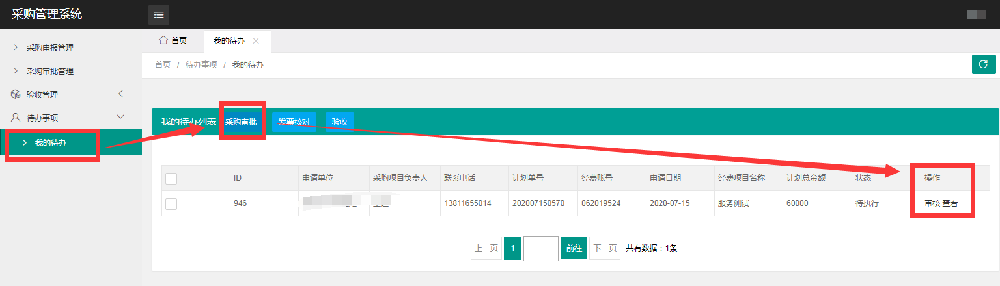 采购管理系统
采购申报管理
采购审批管理
验收管理
待办事项
我的待办
首页 我的待办
首页 / 待办事项 / 我的待办
我的待办列表 采购审批 发票核对 验收
ID 申请单位 采购项目负责人 联系电话 计划单号 经费账号 申请日期 经费项目名称 计划总金额 状态 操作
946 13811655014 202007150570 062019524 2020-07-15 服务测试 60000 待执行 审核 查看
上一页 1 前往 下一页 共有数据：1条